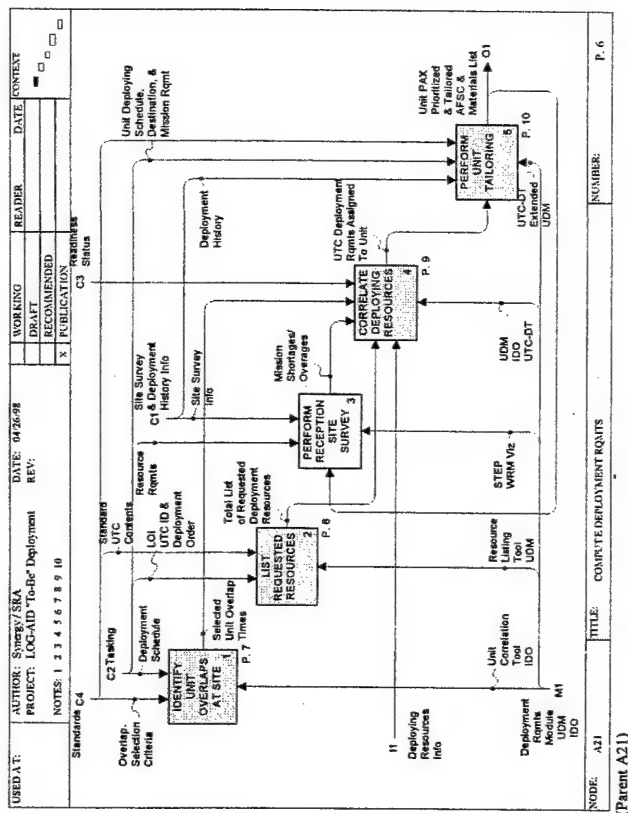 USED AT:
AUTHOR: Synergy/SRA
PROJECT: LOG-AID "To-Be" Deployment
NOTES: 1 2 3 4 5 6 7 8 9 10
DATE: 04/26/98
REV:
WORKING
DRAFT
RECOMMENDED
X PUBLICATION
READER
DATE
CONTEXT
Standards C4
C2 Tasking
Site Survey
C1 & Deployment
History Info
C3 Readiness
Status
Overlap-
Selection
Criteria
Deployment
Schedule
Standard
UTC
Contents
LOI
UTC ID &
Deployment
Order
Resource
Rqmts
Site Survey
Info
Deployment
History
Unit Deploying
Schedule,
Destination, &
Mission Rqmt
IDENTIFY
UNIT
OVERLAPS
AT SITE
1
P. 7
Selected
Unit Overlap
Times
LIST
REQUESTED
RESOURCES
2
P. 8
Total List
of Requested
Deployment
Resources
PERFORM
RECEPTION
SITE
SURVEY
3
Mission
Shortages/
Overages
CORRELATE
DEPLOYING
RESOURCES
4
P. 9
UTC Deployment
Rqmts Assigned
To Unit
PERFORM
UNIT
TAILORING
5
P. 10
Unit PAX
Prioritized
& Tailored
AFSC &
Materials List
O1
I1
Deploying
Resources
Info
Deployment
Rqmts
Module
UDM
IDO
M1
Unit
Correlation
Tool
IDO
Resource
Listing
Tool
UDM
STEP
WRM Viz
UDM
IDO
UTC-DT
UTC-DT
Extended
UDM
NODE: A21
TITLE: COMPUTE DEPLOYMENT RQMTS
NUMBER:
P. 6
(Parent A21)